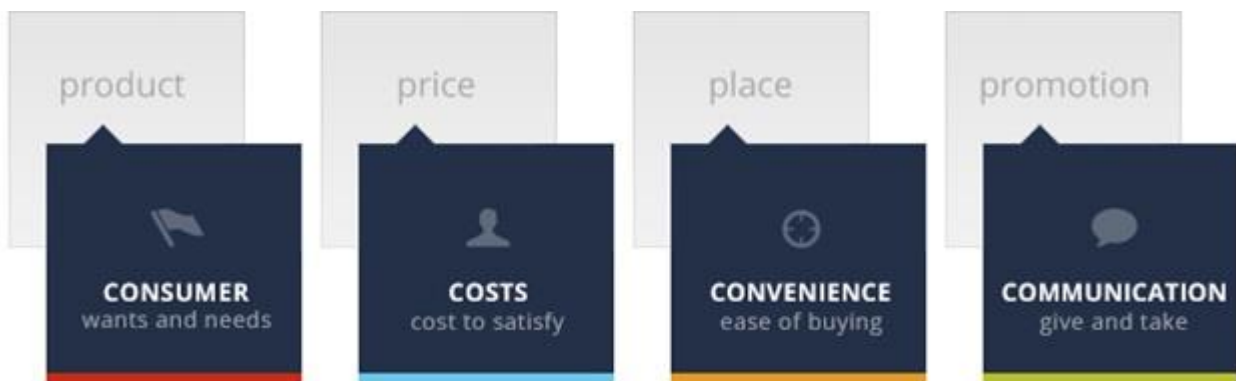 product
price
place
promotion
CONSUMER
wants and needs
COSTS
cost to satisfy
CONVENIENCE
ease of buying
COMMUNICATION
give and take